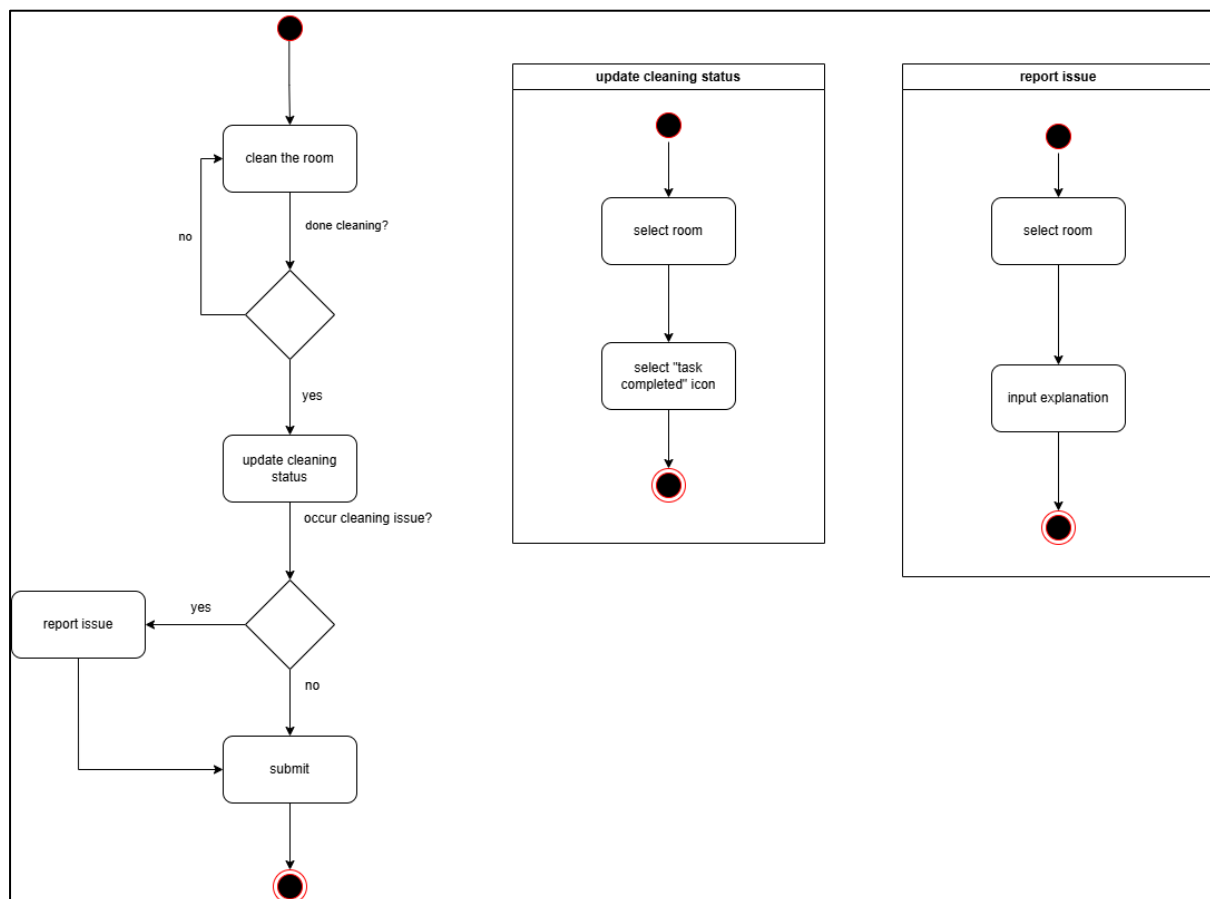 clean the room
done cleaning?
no
yes
update cleaning
status
occur cleaning issue?
yes
report issue
no
submit
update cleaning status
select room
select "task
completed" icon
report issue
select room
input explanation